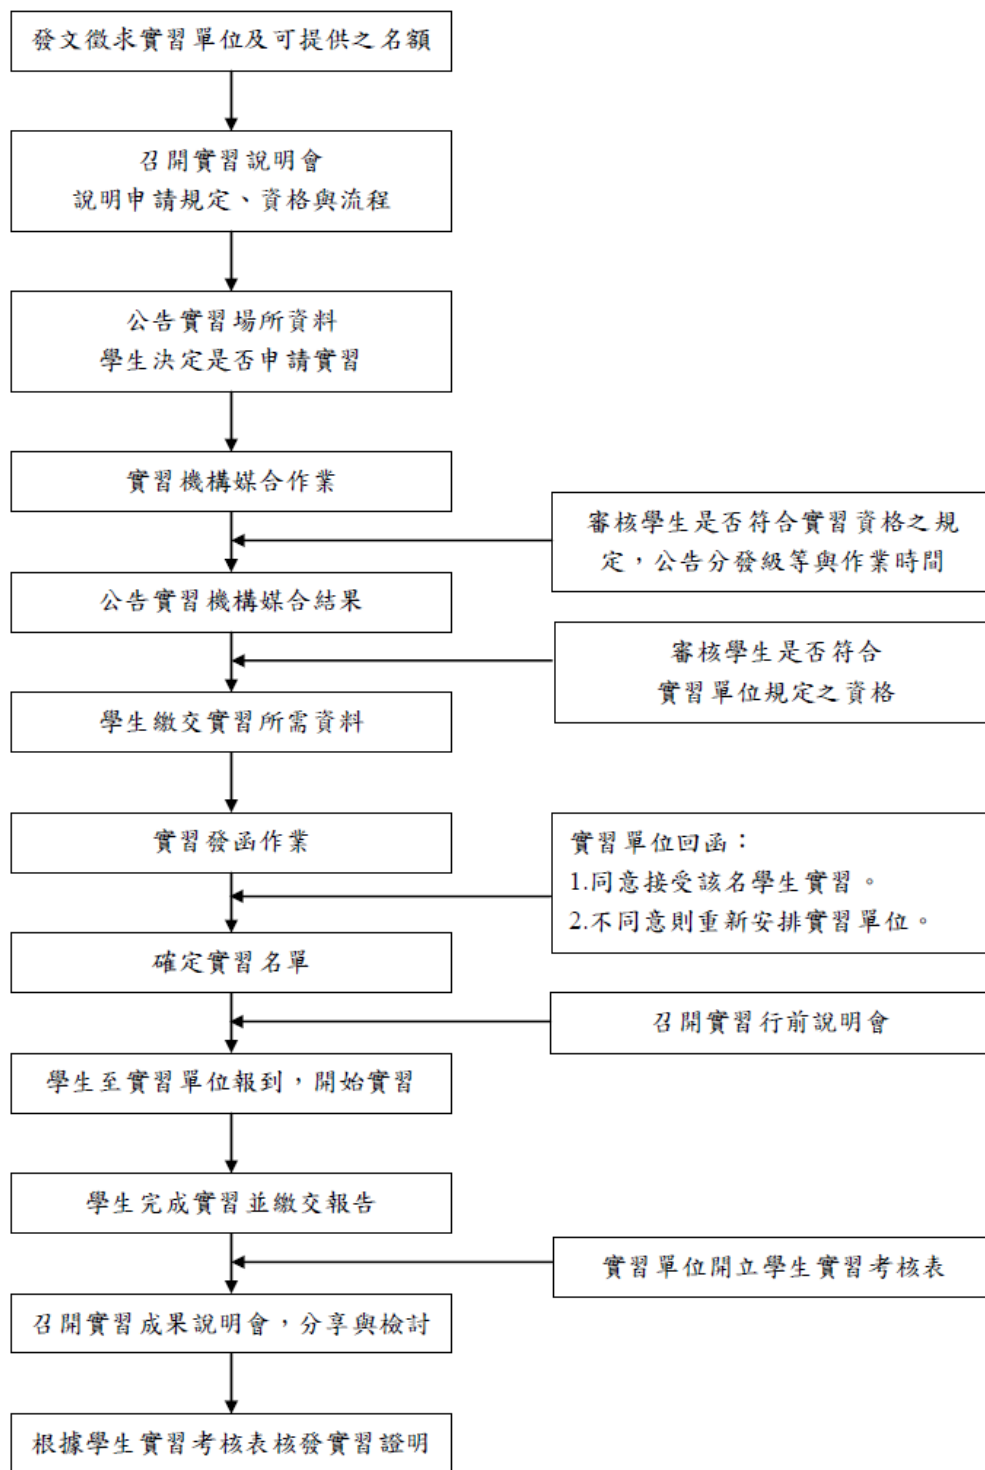 發文徵求實習單位及可提供之名額
召開實習說明會
說明申請規定、資格與流程
公告實習場所資料
學生決定是否申請實習
實習機構媒合作業
審核學生是否符合實習資格之規
定，公告分發級等與作業時間
公告實習機構媒合結果
審核學生是否符合
實習單位規定之資格
學生繳交實習所需資料
實習發函作業
實習單位回函：
1.同意接受該名學生實習。
2.不同意則重新安排實習單位。
確定實習名單
召開實習行前說明會
學生至實習單位報到，開始實習
學生完成實習並繳交報告
實習單位開立學生實習考核表
召開實習成果說明會，分享與檢討
根據學生實習考核表核發實習證明